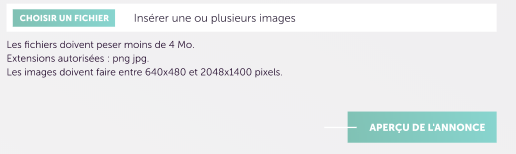 CHOISIR UN FICHIER Insérer une ou plusieurs images
Les fichiers doivent peser moins de 4 Mo.
Extensions autorisées : png jpg.
Les images doivent faire entre 640x480 et 2048x1400 pixels.
APERÇU DE L'ANNONCE